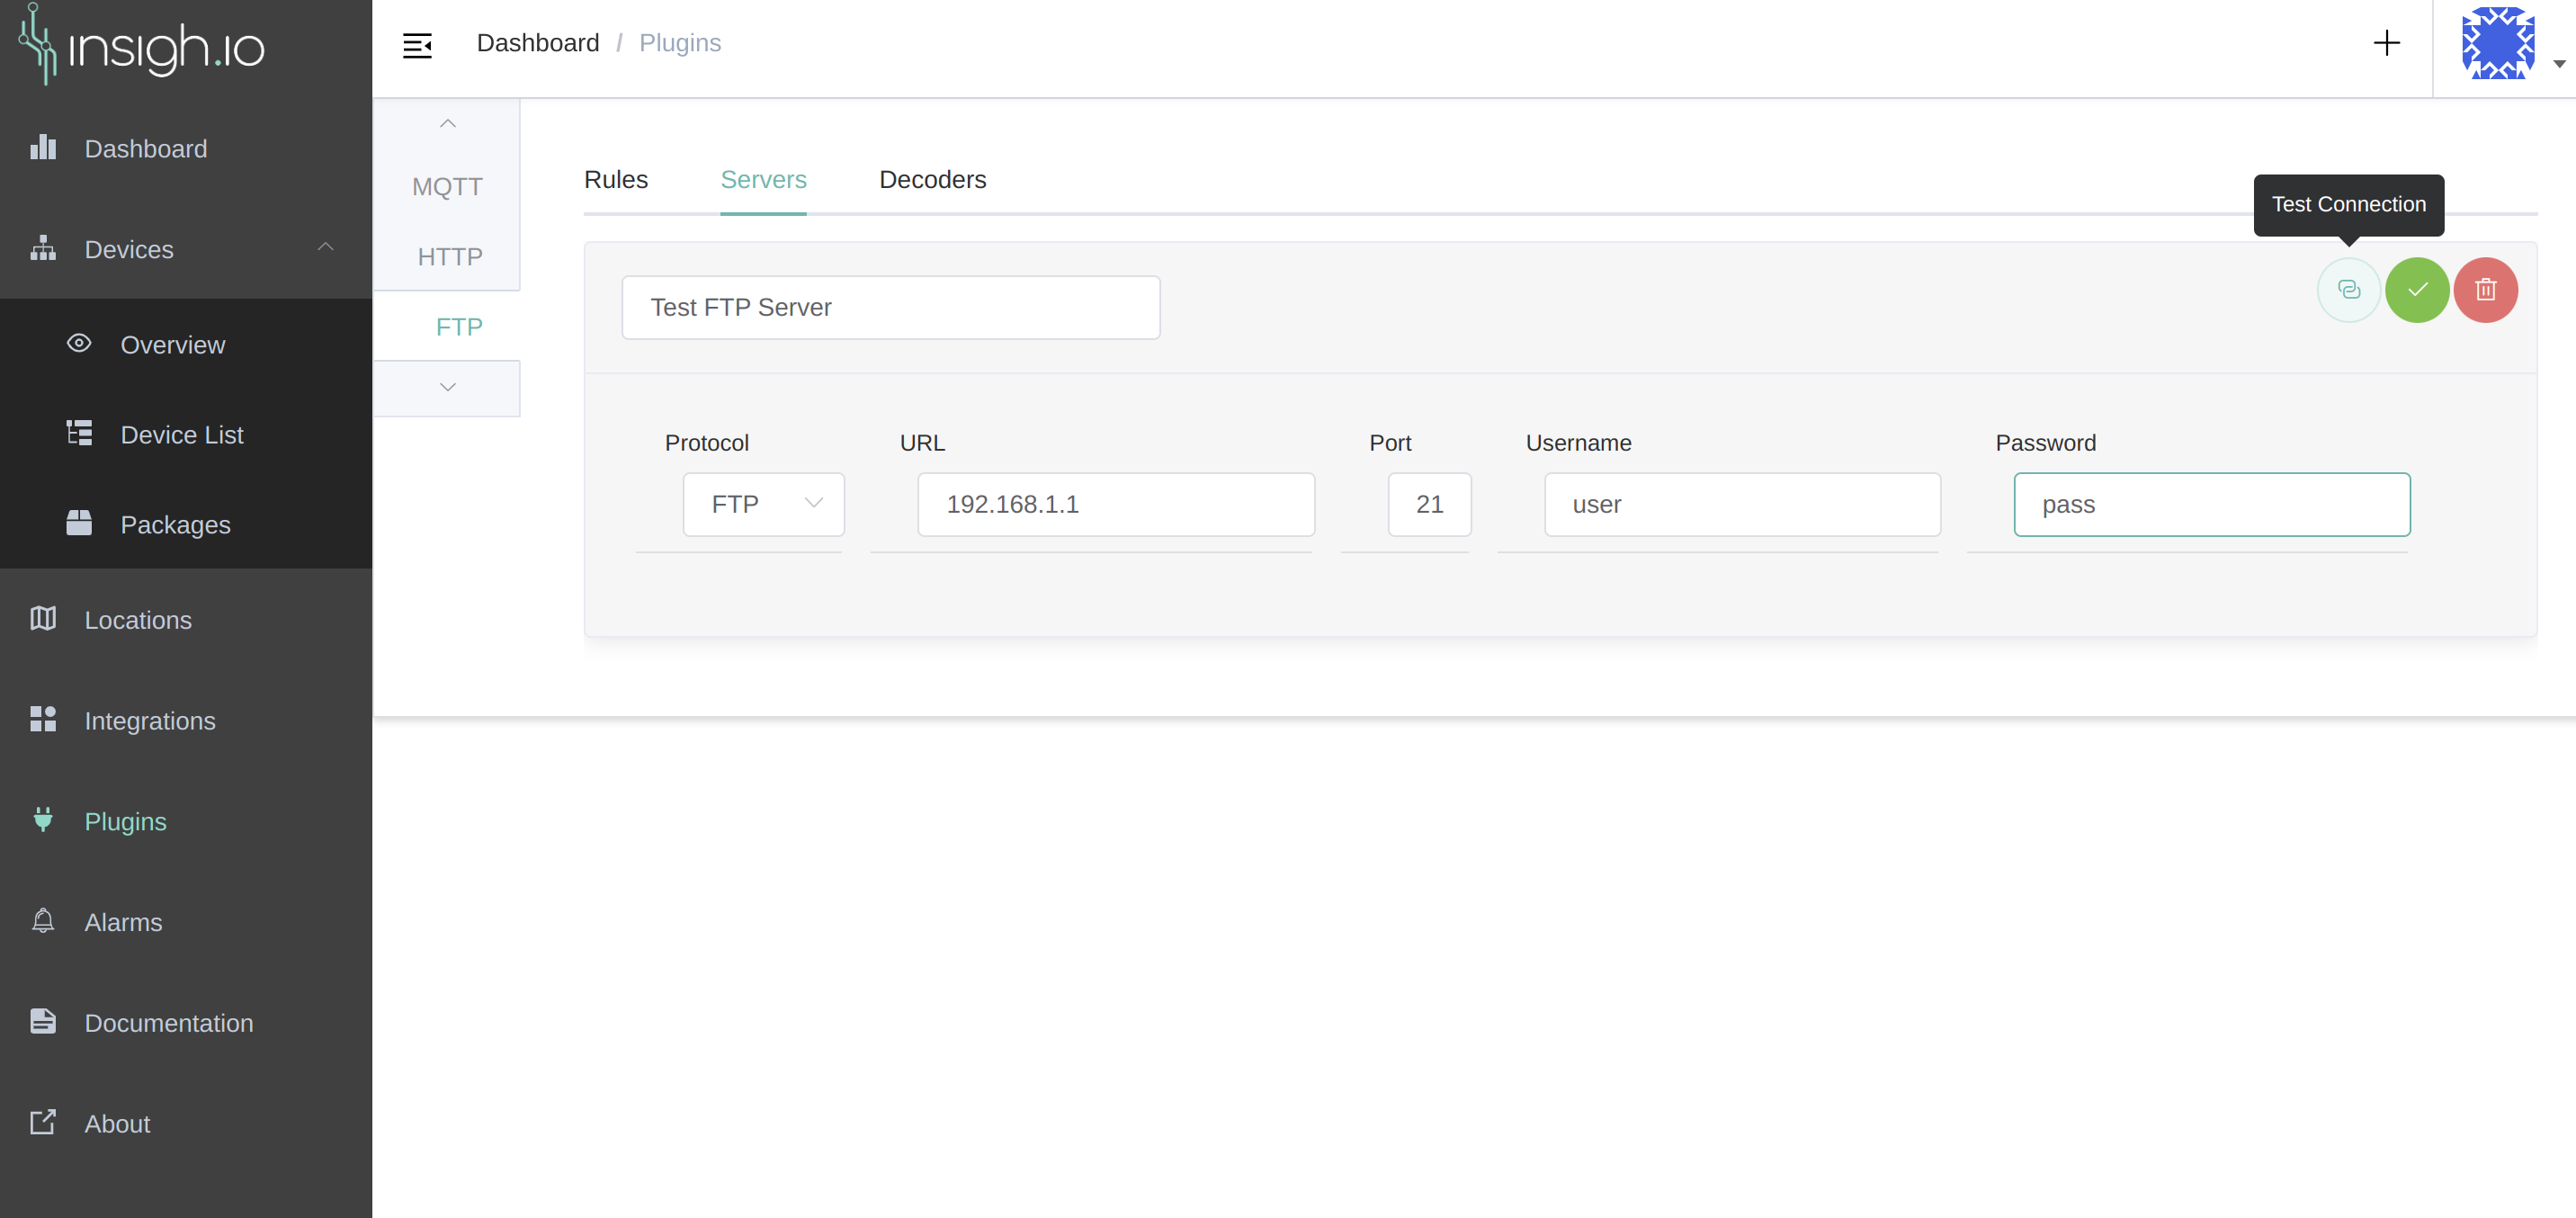 insigh.io
Dashboard
Devices
Overview
Device List
Packages
Locations
Integrations
Plugins
Alarms
Documentation
About
Dashboard / Plugins
MQTT
HTTP
FTP
Rules Servers Decoders
Test Connection
Test FTP Server
Protocol URL Port Username Password
FTP 192.168.1.1 21 user pass